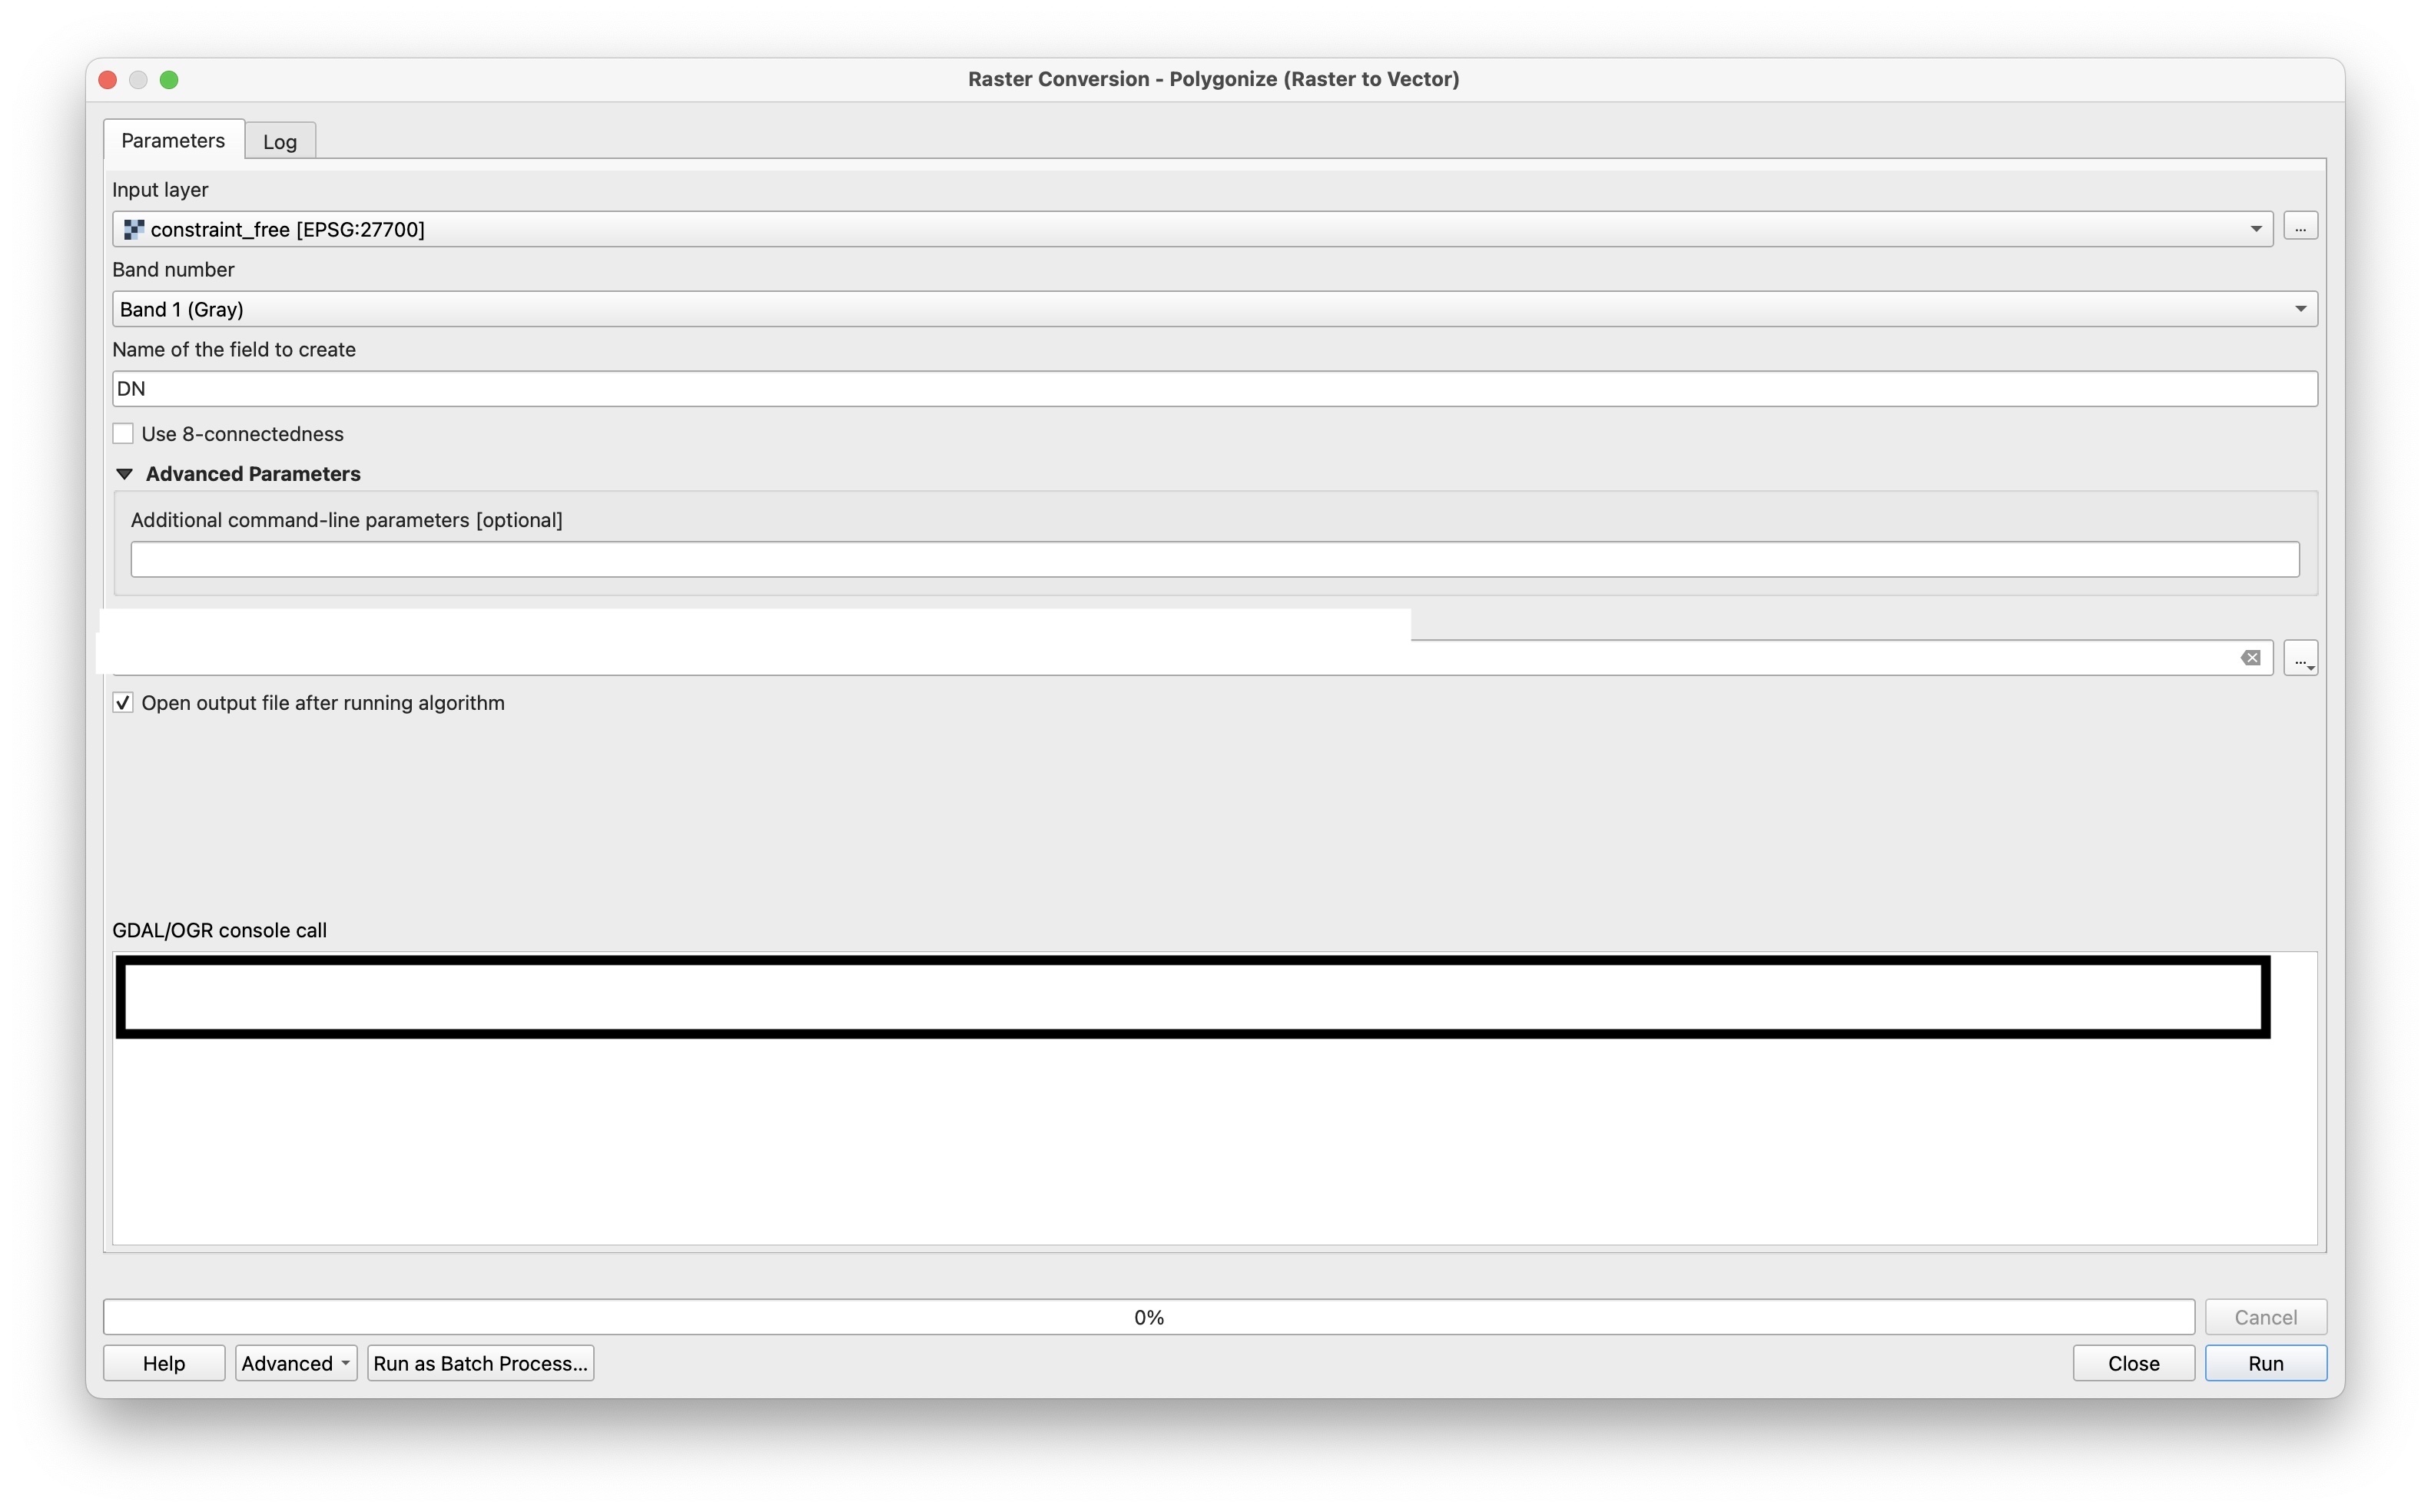 Raster Conversion - Polygonize (Raster to Vector)
Parameters
Log
Input layer
constraint_free [EPSG:27700]
...
Band number
Band 1 (Gray)
Name of the field to create
DN
Use 8-connectedness
Advanced Parameters
Additional command-line parameters [optional]
...
Open output file after running algorithm
GDAL/OGR console call
0%
Cancel
Help
Advanced
Run as Batch Process...
Close
Run